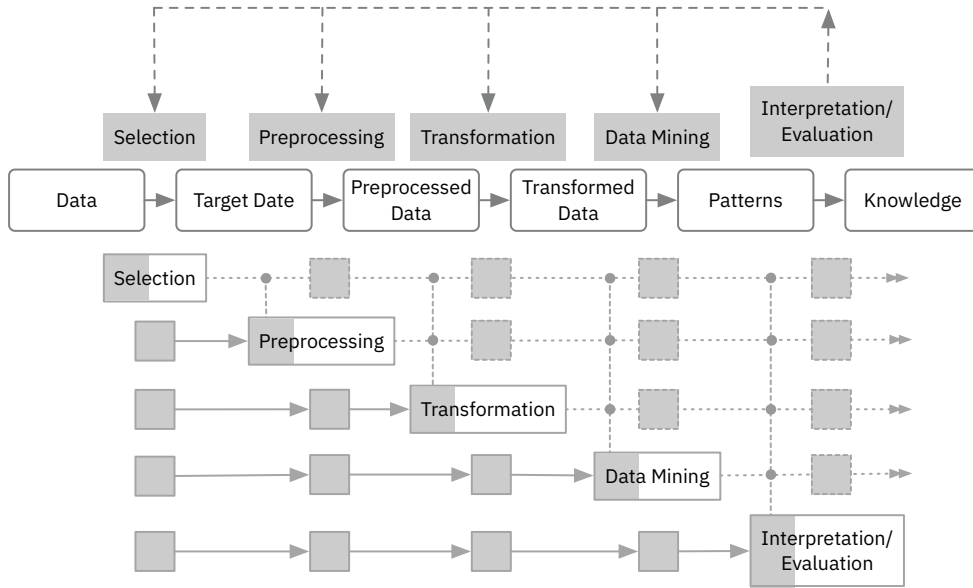 Selection
Preprocessing
Transformation
Data Mining
Interpretation/
Evaluation
Data
Target Date
Preprocessed
Data
Transformed
Data
Patterns
Knowledge
Selection
Preprocessing
Transformation
Data Mining
Interpretation/
Evaluation